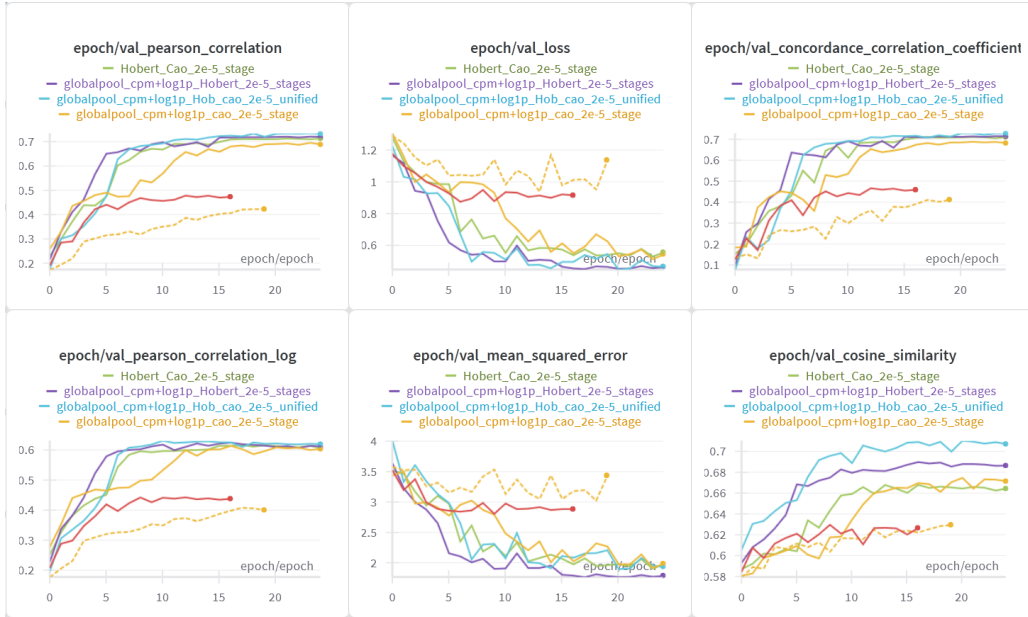 epoch/val_pearson_correlation
Hobert_Cao_2e-5_stage
globalpool_cpm+log1p_Hobert_2e-5_stages
globalpool_cpm+log1p_Hob_cao_2e-5_unified
globalpool_cpm+log1p_cao_2e-5_stage
0.7
0.6
0.5
0.4
0.3
0.2
epoch/epoch
0 5 10 15 20
epoch/val_loss
Hobert_Cao_2e-5_stage
globalpool_cpm+log1p_Hobert_2e-5_stages
globalpool_cpm+log1p_Hob_cao_2e-5_unified
globalpool_cpm+log1p_cao_2e-5_stage
1.2
1
0.8
0.6
epoch/epoch
0 5 10 15 20
epoch/val_concordance_correlation_coefficient
Hobert_Cao_2e-5_stage
globalpool_cpm+log1p_Hobert_2e-5_stages
globalpool_cpm+log1p_Hob_cao_2e-5_unified
globalpool_cpm+log1p_cao_2e-5_stage
0.7
0.6
0.5
0.4
0.3
0.2
0.1
epoch/epoch
0 5 10 15 20
epoch/val_pearson_correlation_log
Hobert_Cao_2e-5_stage
globalpool_cpm+log1p_Hobert_2e-5_stages
globalpool_cpm+log1p_Hob_cao_2e-5_unified
globalpool_cpm+log1p_cao_2e-5_stage
0.6
0.5
0.4
0.3
0.2
epoch/epoch
0 5 10 15 20
epoch/val_mean_squared_error
Hobert_Cao_2e-5_stage
globalpool_cpm+log1p_Hobert_2e-5_stages
globalpool_cpm+log1p_Hob_cao_2e-5_unified
globalpool_cpm+log1p_cao_2e-5_stage
4
3.5
3
2.5
2
epoch/epoch
0 5 10 15 20
epoch/val_cosine_similarity
Hobert_Cao_2e-5_stage
globalpool_cpm+log1p_Hobert_2e-5_stages
globalpool_cpm+log1p_Hob_cao_2e-5_unified
globalpool_cpm+log1p_cao_2e-5_stage
0.7
0.68
0.66
0.64
0.62
0.6
0.58
epoch/epoch
0 5 10 15 20